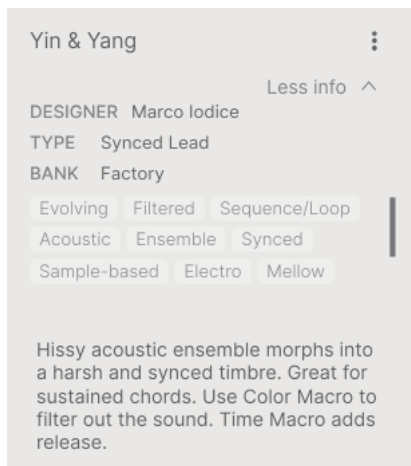 Yin & Yang
Less info
DESIGNER Marco Iodice
TYPE Synced Lead
BANK Factory
Evolving Filtered Sequence/Loop
Acoustic Ensemble Synced
Sample-based Electro Mellow
Hissy acoustic ensemble morphs into
a harsh and synced timbre. Great for
sustained chords. Use Color Macro to
filter out the sound. Time Macro adds
release.